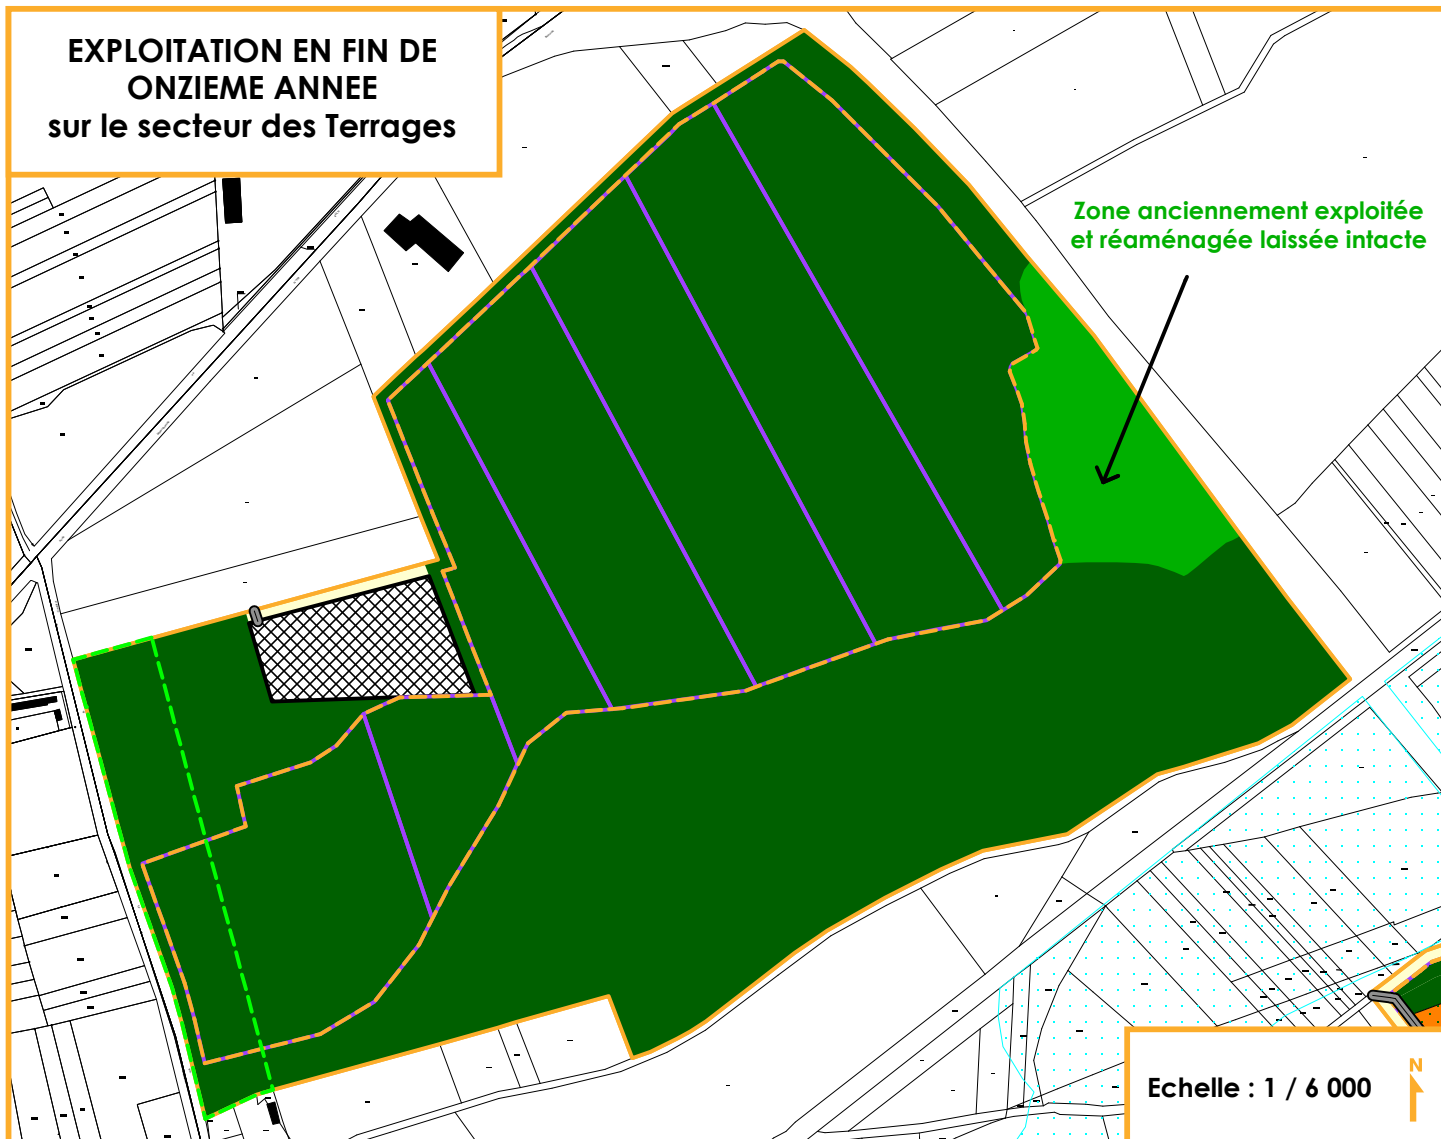 EXPLOITATION EN FIN DE
ONZIEME ANNEE
sur le secteur des Terrages
Zone anciennement exploitée
et réaménagée laissée intacte
Echelle : 1 / 6 000
N